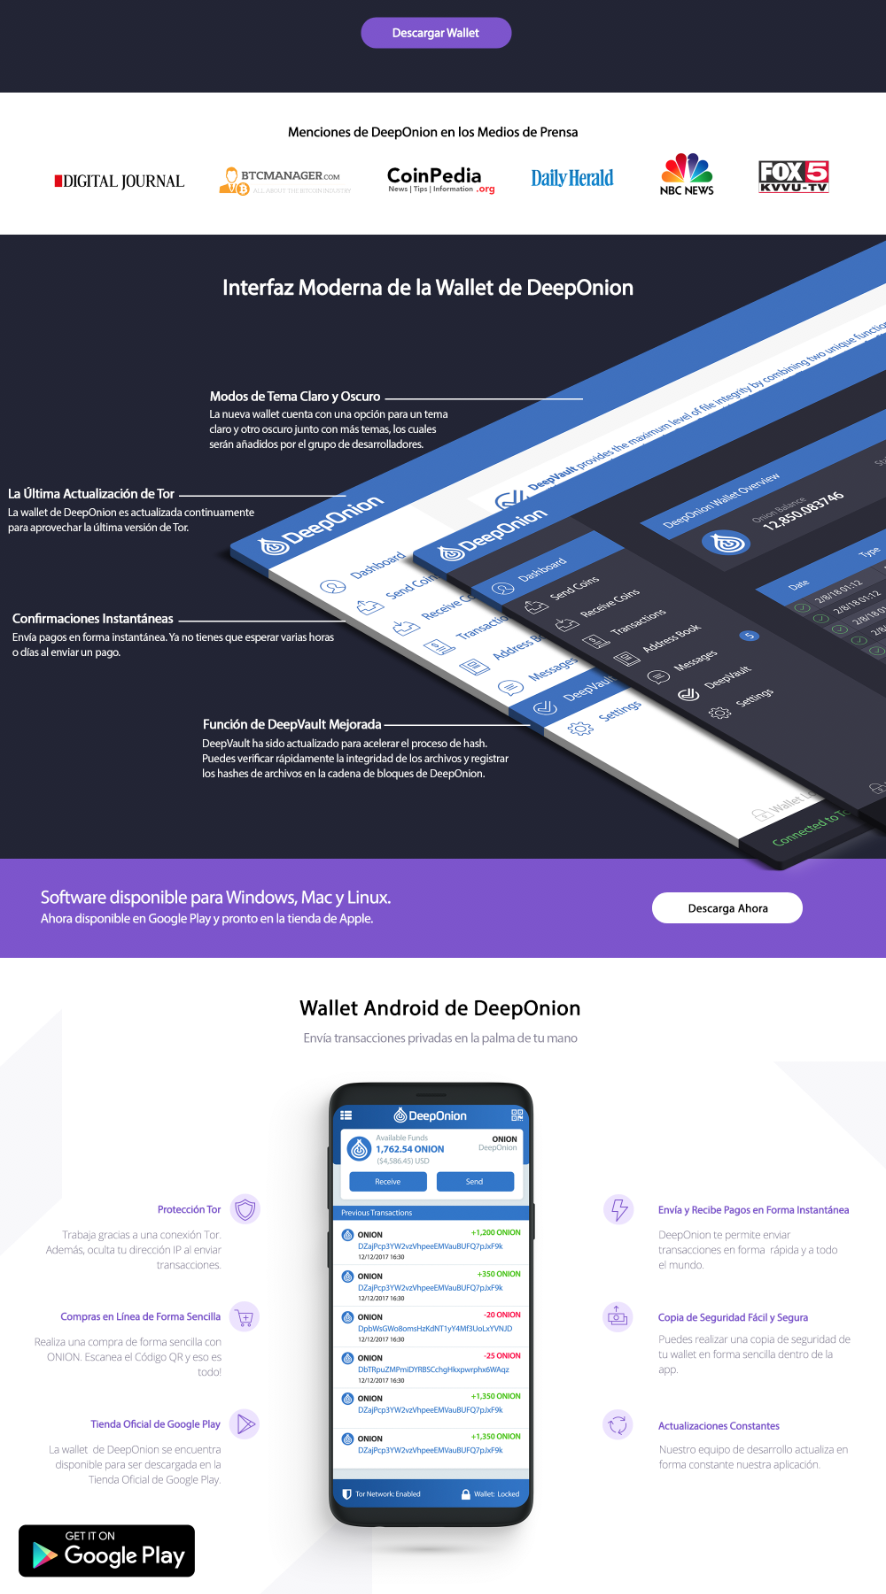 Descargar Wallet
Menciones de DeepOnion en los Medios de Prensa
DIGITAL JOURNAL
BTCMANAGER.COM
ALL ABOUT THE BITCOIN INDUSTRY
CoinPedia
News | Tips | Information .org
Daily Herald
NBC NEWS
FOX 5
KVVU-TV
Interfaz Moderna de la Wallet de DeepOnion
Modos de Tema Claro y Oscuro
La nueva wallet cuenta con una opción para un tema
claro y otro oscuro junto con más temas, los cuales
serán añadidos por el grupo de desarrolladores.
La Última Actualización de Tor
La wallet de DeepOnion es actualizada continuamente
para aprovechar la última versión de Tor.
Confirmaciones Instantáneas
Envía pagos en forma instantánea. Ya no tienes que esperar varias horas
o días al enviar un pago.
Función de DeepVault Mejorada
DeepVault ha sido actualizado para acelerar el proceso de hash.
Puedes verificar rápidamente la integridad de los archivos y registrar
los hashes de archivos en la cadena de bloques de DeepOnion.
DeepVault provides the maximum level of file integrity by combining two unique
DeepOnion
Dashboard
Send Coins
Receive
Address
Messages
DeepVault
Settings
Wallet
Connected to
DeepOnion
Dashboard
Send Coins
Receive Coins
Transactions
Address Book
Messages 5
DeepVault
Settings
DeepOnion Wallet Overview
Onion Balance
12,850.083746
Date Type
2/8/18 01:12
2/8/18 01:12
Software disponible para Windows, Mac y Linux.
Ahora disponible en Google Play y pronto en la tienda de Apple.
Descarga Ahora
Wallet Android de DeepOnion
Envía transacciones privadas en la palma de tu mano
Protección Tor
Trabaja gracias a una conexión Tor.
Además, oculta tu dirección IP al enviar
transacciones.
Compras en Línea de Forma Sencilla
Realiza una compra de forma sencilla con
ONION. Escanea el Código QR y eso es
todo!
Tienda Oficial de Google Play
La wallet de DeepOnion se encuentra
disponible para ser descargada en la
Tienda Oficial de Google Play.
DeepOnion
Available Funds
1,762.54 ONION
($4,586.45) USD
ONION
DeepOnion
Receive
Send
Previous Transactions
ONION +1,200 ONION
DZajPcp3YW2vzVhpeeEMVauBUFQ7pJxF9k
12/12/2017 16:30
ONION +350 ONION
DZajPcp3YW2vzVhpeeEMVauBUFQ7pJxF9k
12/12/2017 16:30
ONION -20 ONION
DpbWsGWo8omsHzKdNT1yY4Mf3UoLxYVNJD
12/12/2017 16:30
ONION -25 ONION
DbTRpuZMPmiDYRBSCchgHkxpwrphx6WAqz
12/12/2017 16:30
ONION +1,350 ONION
DZajPcp3YW2vzVhpeeEMVauBUFQ7pJxF9k
ONION +1,350 ONION
DZajPcp3YW2vzVhpeeEMVauBUFQ7pJxF9k
Tor Network: Enabled
Wallet: Locked
Envía y Recibe Pagos en Forma Instantánea
DeepOnion te permite enviar
transacciones en forma rápida y a todo
el mundo.
Copia de Seguridad Fácil y Segura
Puedes realizar una copia de seguridad de
tu wallet en forma sencilla dentro de la
app.
Actualizaciones Constantes
Nuestro equipo de desarrollo actualiza en
forma constante nuestra aplicación.
GET IT ON
Google Play